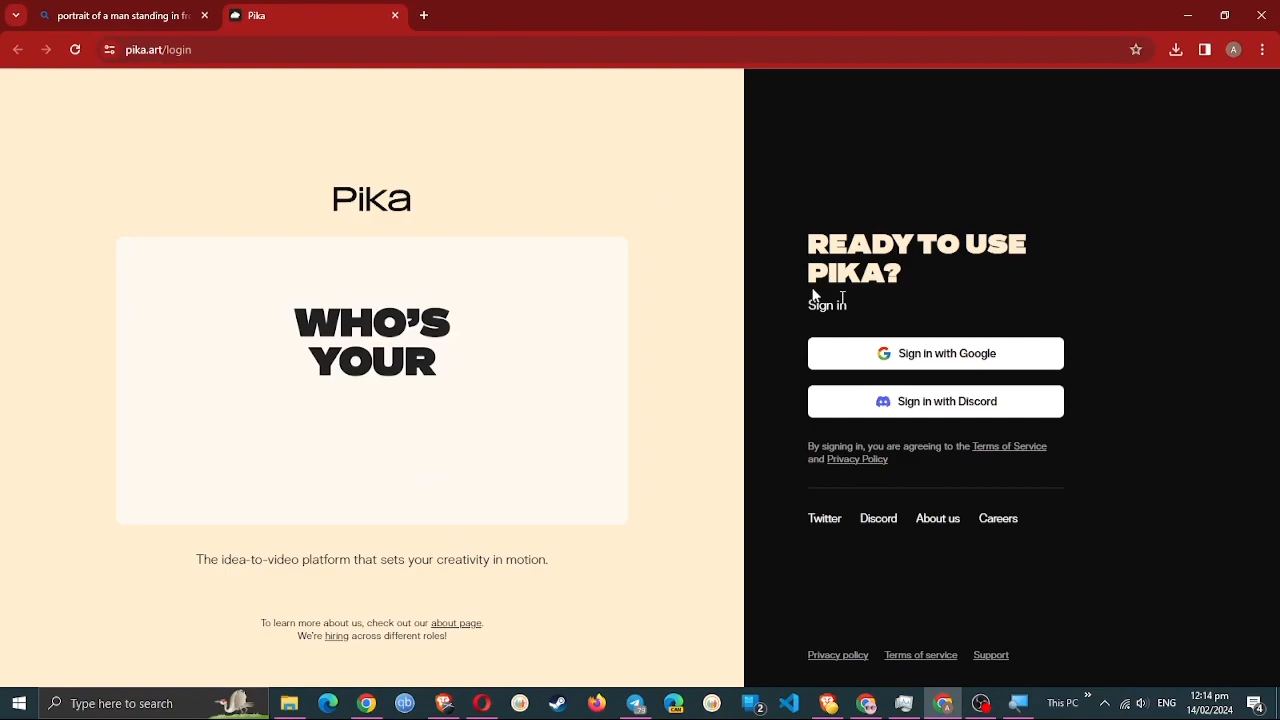 portrait of a man standing in fro
Pika
pika.art/login
A
Pika
WHO'S
YOUR
The idea-to-video platform that sets your creativity in motion.
To learn more about us, check out our about page.
We're hiring across different roles!
READY TO USE
PIKA?
Sign in
Sign in with Google
Sign in with Discord
By signing in, you are agreeing to the Terms of Service
and Privacy Policy
Twitter Discord About us Careers
Privacy policy Terms of service Support
Type here to search
This PC
ENG
12:14 pm
14/02/2024